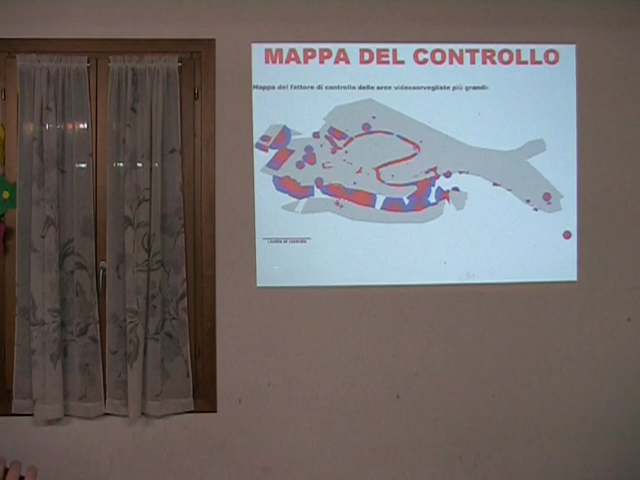 MAPPA DEL CONTROLLO
Mappa del fattore di controllo delle aree videosorvegliate più grandi: